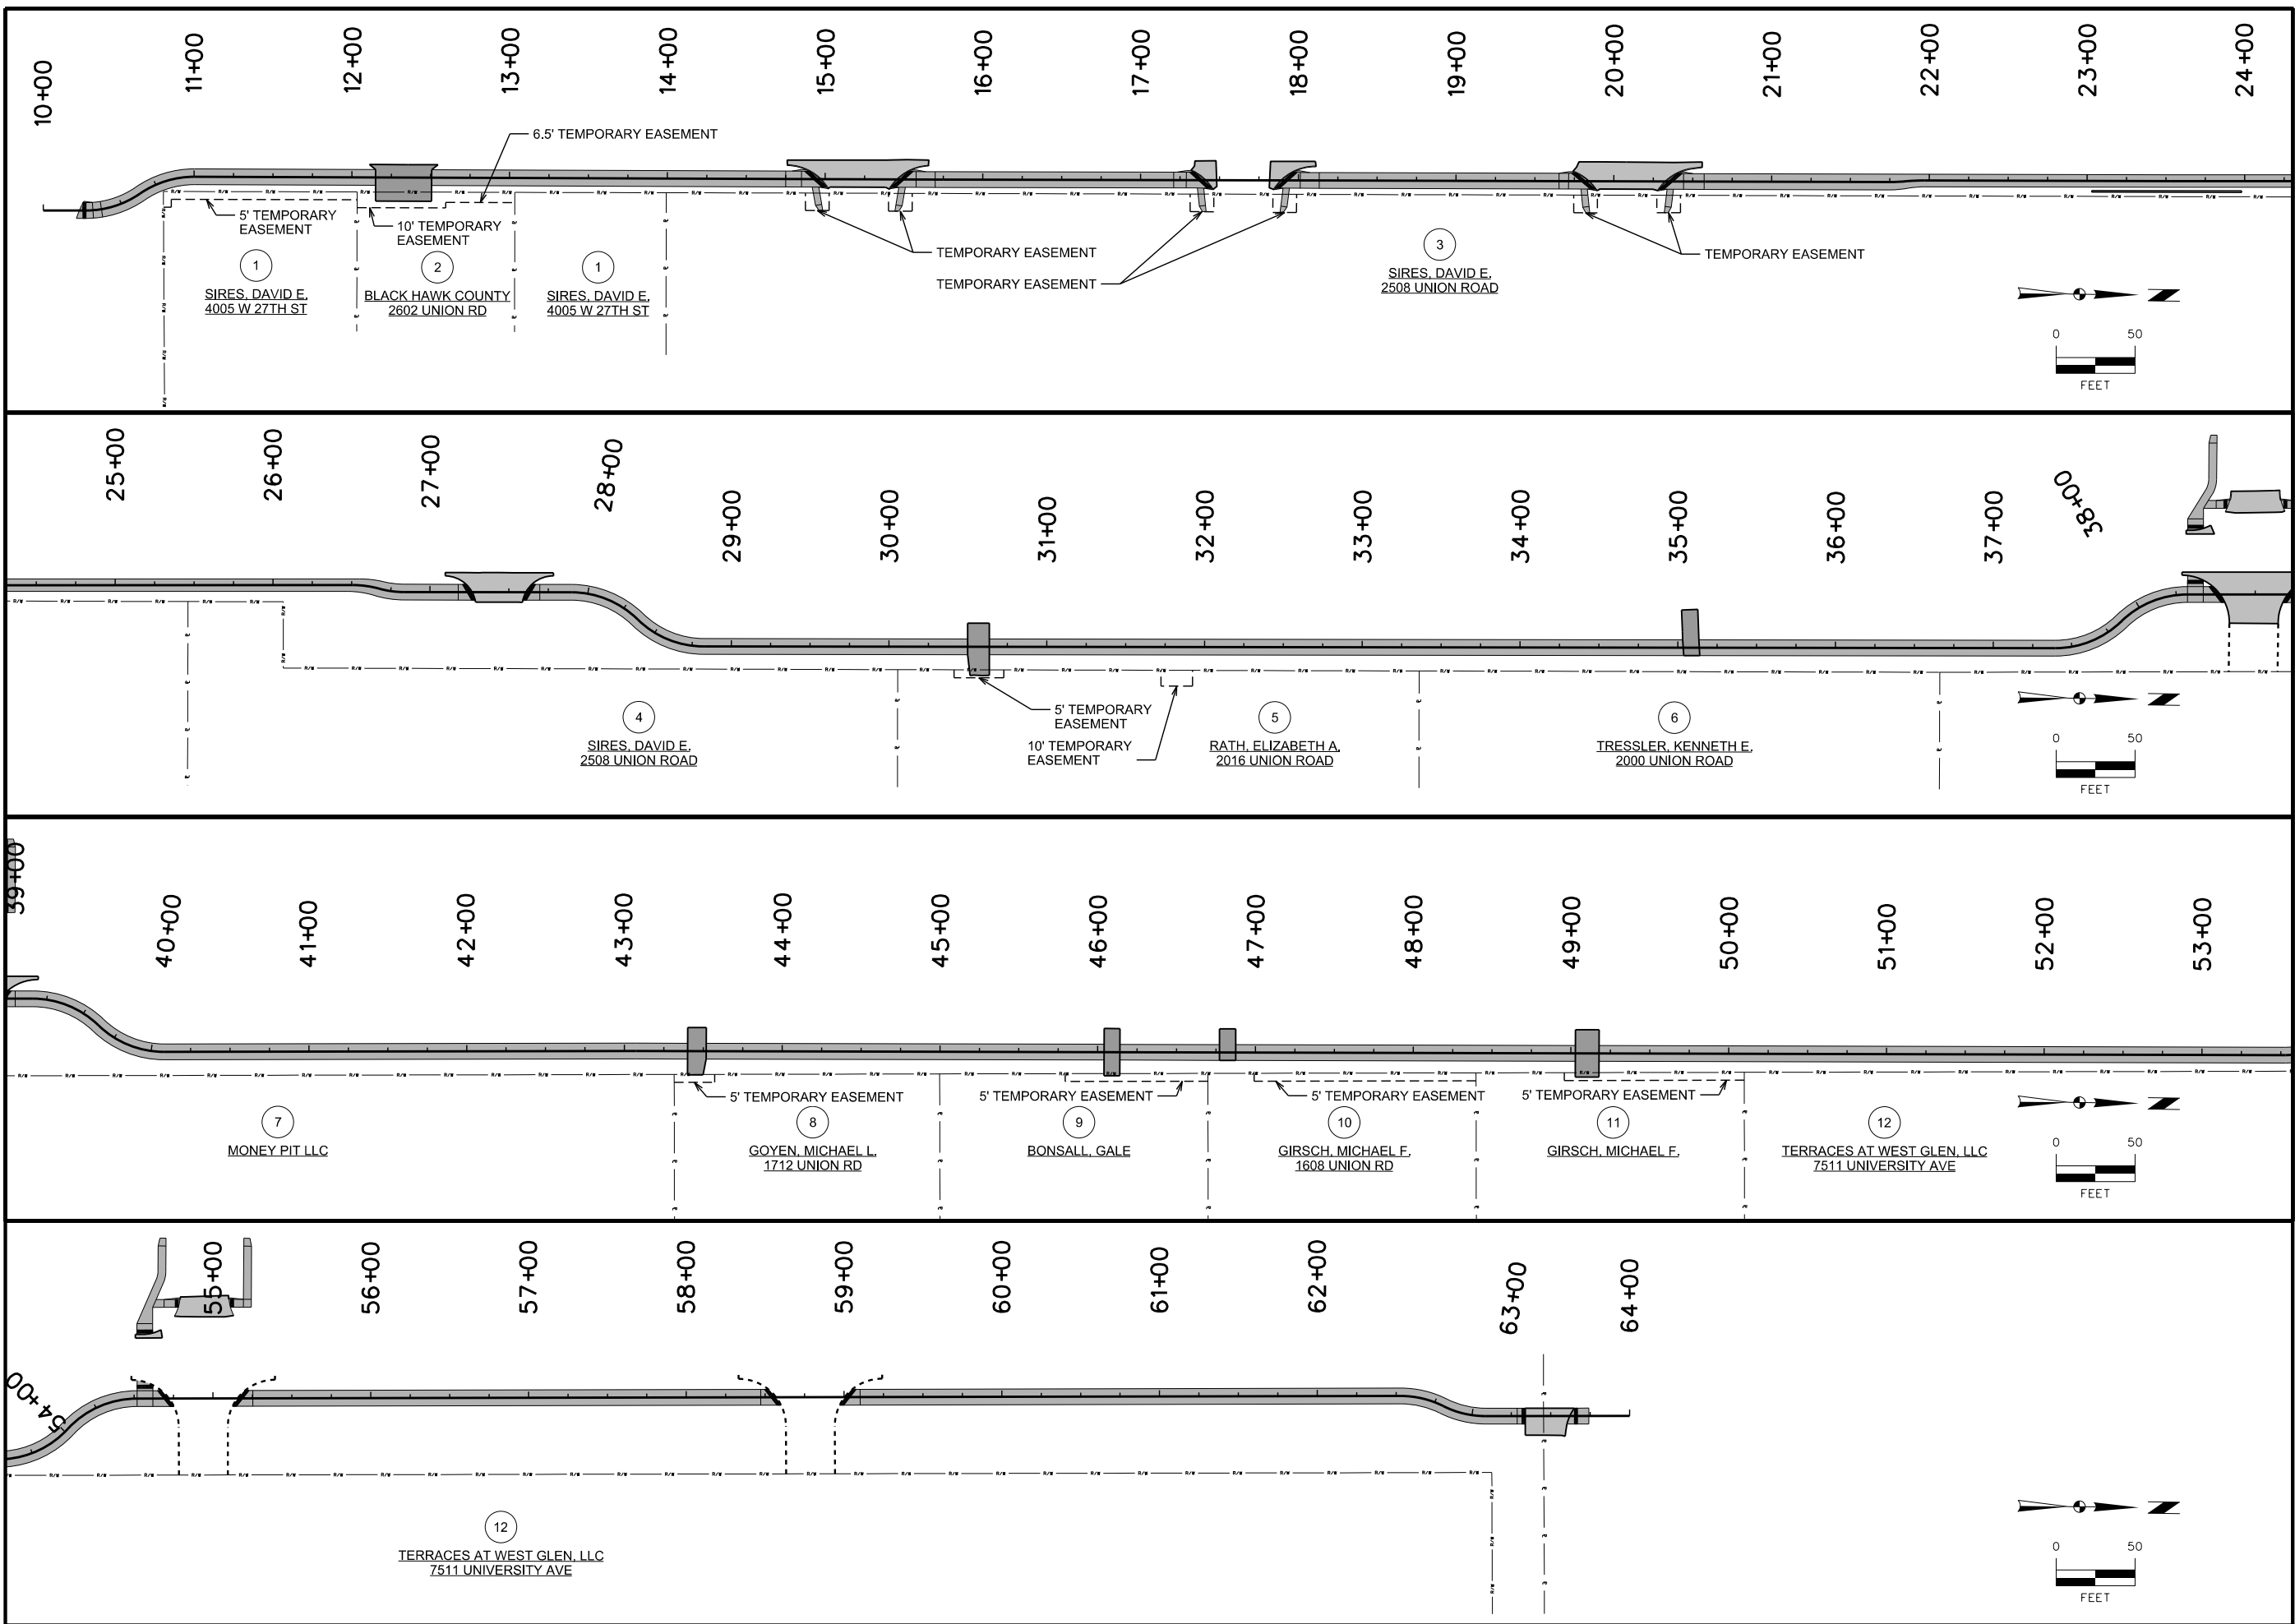 10+00
11+00
12+00
13+00
14+00
15+00
16+00
17+00
18+00
19+00
20+00
21+00
22+00
23+00
24+00
6.5' TEMPORARY EASEMENT
5' TEMPORARY
EASEMENT
10' TEMPORARY
EASEMENT
TEMPORARY EASEMENT
TEMPORARY EASEMENT
TEMPORARY EASEMENT
1
SIRES, DAVID E.
4005 W 27TH ST
2
BLACK HAWK COUNTY
2602 UNION RD
1
SIRES, DAVID E.
4005 W 27TH ST
3
SIRES, DAVID E.
2508 UNION ROAD
0 50
FEET
25+00
26+00
27+00
28+00
29+00
30+00
31+00
32+00
33+00
34+00
35+00
36+00
37+00
38+00
5' TEMPORARY
EASEMENT
10' TEMPORARY
EASEMENT
4
SIRES, DAVID E.
2508 UNION ROAD
5
RATH, ELIZABETH A.
2016 UNION ROAD
6
TRESSLER, KENNETH E.
2000 UNION ROAD
0 50
FEET
39+00
40+00
41+00
42+00
43+00
44+00
45+00
46+00
47+00
48+00
49+00
50+00
51+00
52+00
53+00
5' TEMPORARY EASEMENT
5' TEMPORARY EASEMENT
5' TEMPORARY EASEMENT
5' TEMPORARY EASEMENT
7
MONEY PIT LLC
8
GOYEN, MICHAEL L.
1712 UNION RD
9
BONSALL, GALE
10
GIRSCH, MICHAEL F.
1608 UNION RD
11
GIRSCH, MICHAEL F.
12
TERRACES AT WEST GLEN, LLC
7511 UNIVERSITY AVE
0 50
FEET
54+00
55+00
56+00
57+00
58+00
59+00
60+00
61+00
62+00
63+00
64+00
12
TERRACES AT WEST GLEN, LLC
7511 UNIVERSITY AVE
0 50
FEET